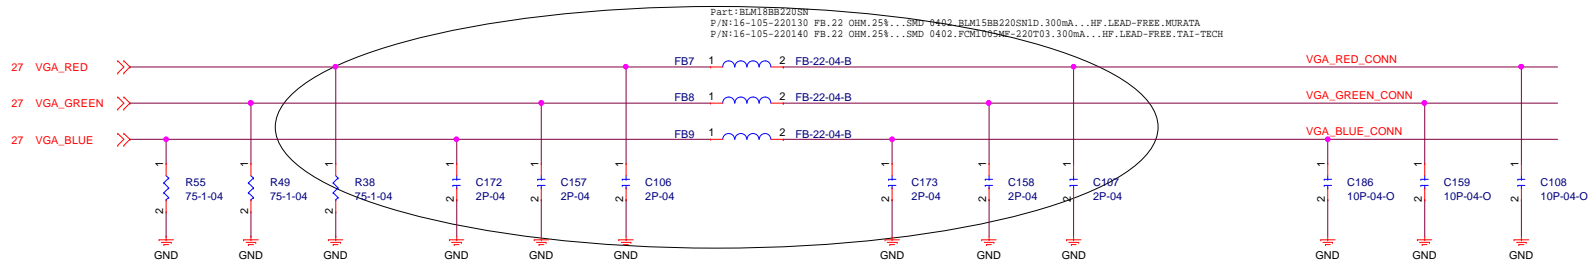 Part:BLM18BB220SN
P/N:16-105-220130 FB.22 OHM.25%...SMD 0402.BLM15BB220SN1D.300mA...HF.LEAD-FREE.MURATA
P/N:16-105-220140 FB.22 OHM.25%...SMD 0402.FCM1005MF-220T03.300mA...HF.LEAD-FREE.TAI-TECH
27 VGA_RED FB7 1 2 FB-22-04-B VGA_RED_CONN
27 VGA_GREEN FB8 1 2 FB-22-04-B VGA_GREEN_CONN
27 VGA_BLUE FB9 1 2 FB-22-04-B VGA_BLUE_CONN
1 1 1 1 1 1 1 1 1 1 1 1
R55 R49 R38 C172 C157 C106 C173 C158 C107 C186 C159 C108
75-1-04 75-1-04 75-1-04 2P-04 2P-04 2P-04 2P-04 2P-04 2P-04 10P-04-O 10P-04-O 10P-04-O
2 2 2 2 2 2 2 2 2 2 2 2
GND GND GND GND GND GND GND GND GND GND GND GND